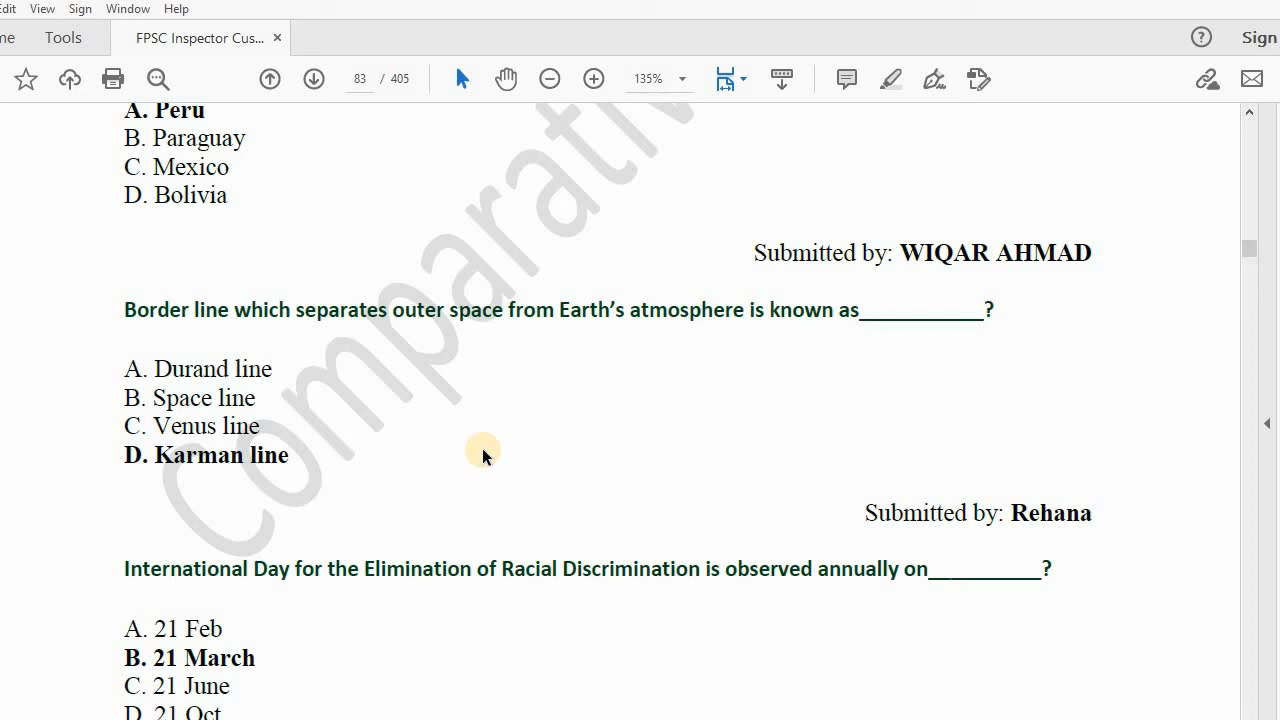 Edit View Sign Window Help
me Tools FPSC Inspector Cus... × ? Sign
83 / 405 135%
A. Peru
B. Paraguay
C. Mexico
D. Bolivia
Submitted by: WIQAR AHMAD
Border line which separates outer space from Earth’s atmosphere is known as___________?
A. Durand line
B. Space line
C. Venus line
D. Karman line
Submitted by: Rehana
International Day for the Elimination of Racial Discrimination is observed annually on__________?
A. 21 Feb
B. 21 March
C. 21 June
D. 21 Oct
Comparativ